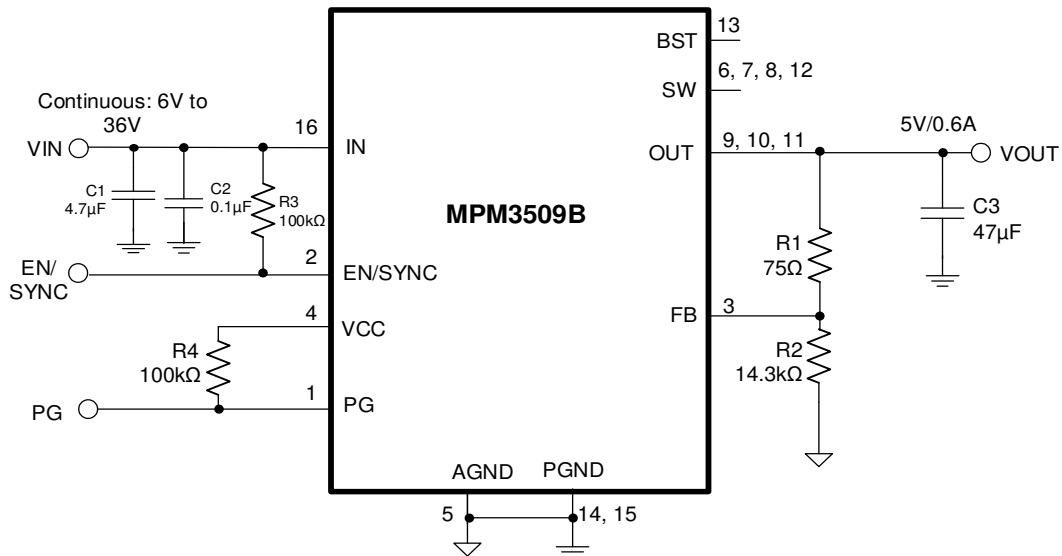 BST
13
SW
6, 7, 8, 12
Continuous: 6V to
36V
VIN
16
IN
OUT
9, 10, 11
5V/0.6A
VOUT
C1
4.7µF
C2
0.1µF
R3
100kΩ
MPM3509B
C3
47µF
R1
75Ω
EN/
SYNC
2
EN/SYNC
FB
3
4
VCC
R4
100kΩ
R2
14.3kΩ
PG
1
PG
AGND
PGND
5
14, 15